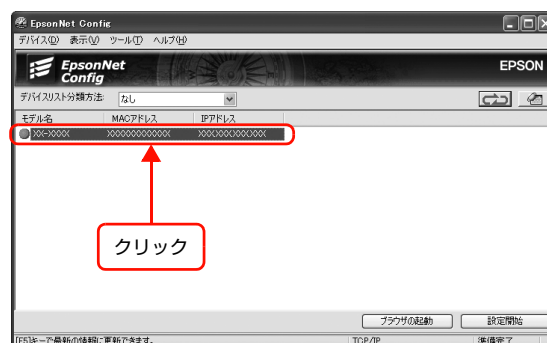 EpsonNet Config
デバイス(D) 表示(V) ツール(T) ヘルプ(H)
EpsonNet
Config
EPSON
デバイスリスト分類方法: なし
モデル名 MACアドレス IPアドレス
XX-XXXX XXXXXXXXXXXX XXX.XXX.XXX.XXX
クリック
ブラウザの起動 設定開始
[F5]キーで最新の情報に更新できます。 TCP/IP 準備完了